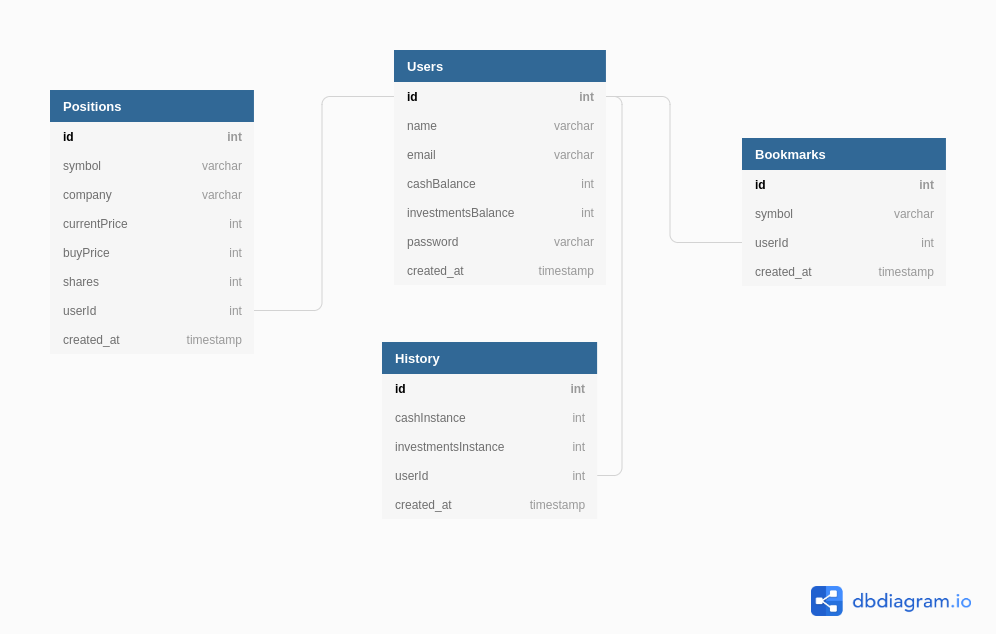 Positions
id int
symbol varchar
company varchar
currentPrice int
buyPrice int
shares int
userId int
created_at timestamp
Users
id int
name varchar
email varchar
cashBalance int
investmentsBalance int
password varchar
created_at timestamp
History
id int
cashInstance int
investmentsInstance int
userId int
created_at timestamp
Bookmarks
id int
symbol varchar
userId int
created_at timestamp
dbdiagram.io